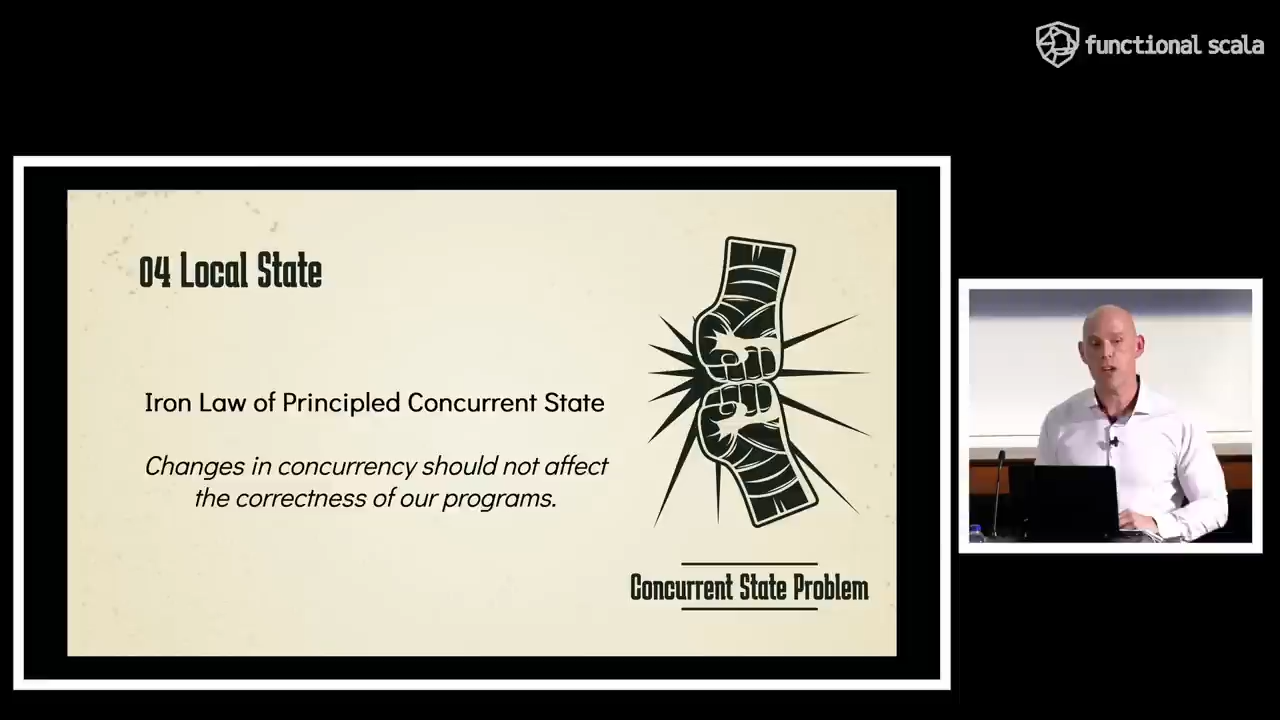 functional scala
04 Local State
Iron Law of Principled Concurrent State
Changes in concurrency should not affect
the correctness of our programs.
Concurrent State Problem